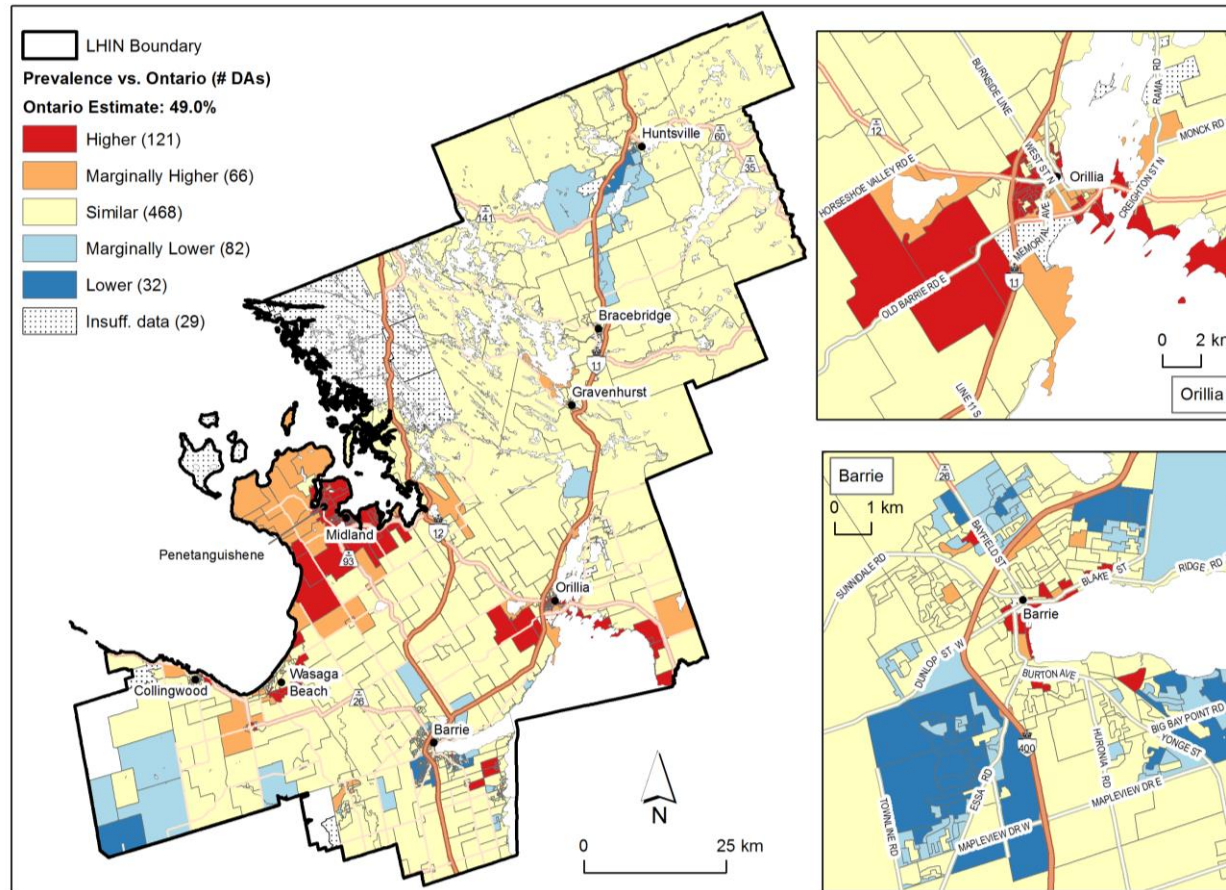 LHIN Boundary
Prevalence vs. Ontario (# DAs)
Ontario Estimate: 49.0%
Higher (121)
Marginally Higher (66)
Similar (468)
Marginally Lower (82)
Lower (32)
Insuff. data (29)
Huntsville
60
35
141
Bracebridge
11
Gravenhurst
12
Midland
Penetanguishene
93
Orillia
Wasaga
Beach
Collingwood
26
Barrie
N
0 25 km
BURNSIDE LINE
RAMA RD
12
MONCK RD
WEST ST N
HORSESHOE VALLEY RD E
Orillia
CREIGHTON ST N
MEMORIAL AVE
OLD BARRIE RD E
11
LINE 11 S
0 2 km
Orillia
Barrie
0 1 km
26
BAYFIELD ST
SUNNIDALE RD
BLAKE ST
RIDGE RD
Barrie
DUNLOP ST W
BURTON AVE
BIG BAY POINT RD
YONGE ST
HURONIA RD
400
ESSA RD
MAPLEVIEW DR E
TOWNLINE RD
MAPLEVIEW DR W